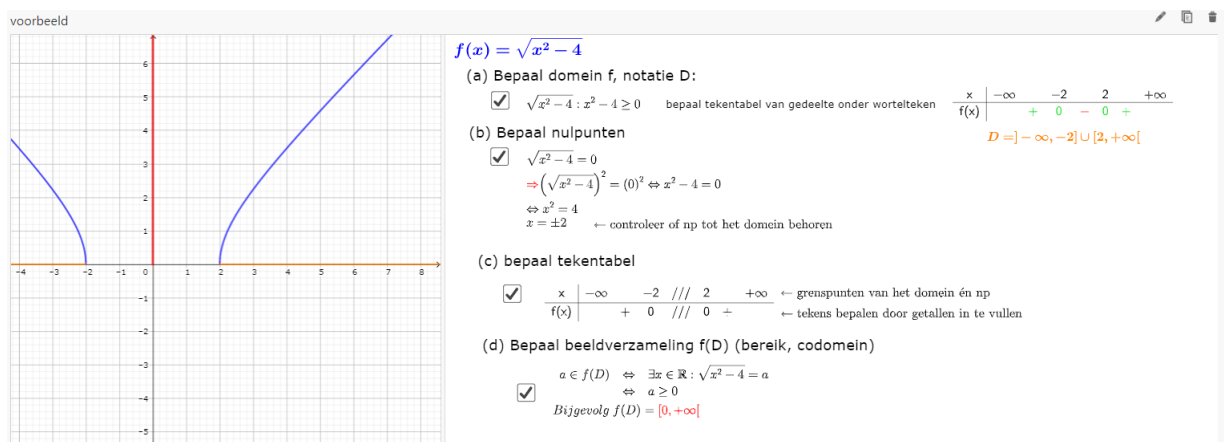 voorbeeld
f(x) = √(x² − 4)
(a) Bepaal domein f, notatie D:
√(x² − 4) : x² − 4 ≥ 0 bepaal tekentabel van gedeelte onder wortelteken
x −∞ −2 2 +∞
f(x) + 0 − 0 +
D =] − ∞, −2] ∪ [2, +∞[
(b) Bepaal nulpunten
√(x² − 4) = 0
⇒ (√(x² − 4))² = (0)² ⇔ x² − 4 = 0
⇔ x² = 4
x = ±2 ← controleer of np tot het domein behoren
(c) bepaal tekentabel
x −∞ −2 /// 2 +∞ ← grenspunten van het domein én np
f(x) + 0 /// 0 + ← tekens bepalen door getallen in te vullen
(d) Bepaal beeldverzameling f(D) (bereik, codomein)
a ∈ f(D) ⇔ ∃x ∈ ℝ : √(x² − 4) = a
⇔ a ≥ 0
Bijgevolg f(D) = [0, +∞[
6
5
4
3
2
1
-4 -3 -2 -1 0 1 2 3 4 5 6 7 8
-1
-2
-3
-4
-5